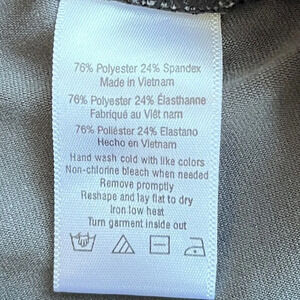 76% Polyester 24% Spandex
Made in Vietnam
76% Polyester 24% Élasthanne
Fabriqué au Việt nam
76% Poliéster 24% Elastano
Hecho en Vietnam
Hand wash cold with like colors
Non-chlorine bleach when needed
Remove promptly
Reshape and lay flat to dry
Iron low heat
Turn garment inside out